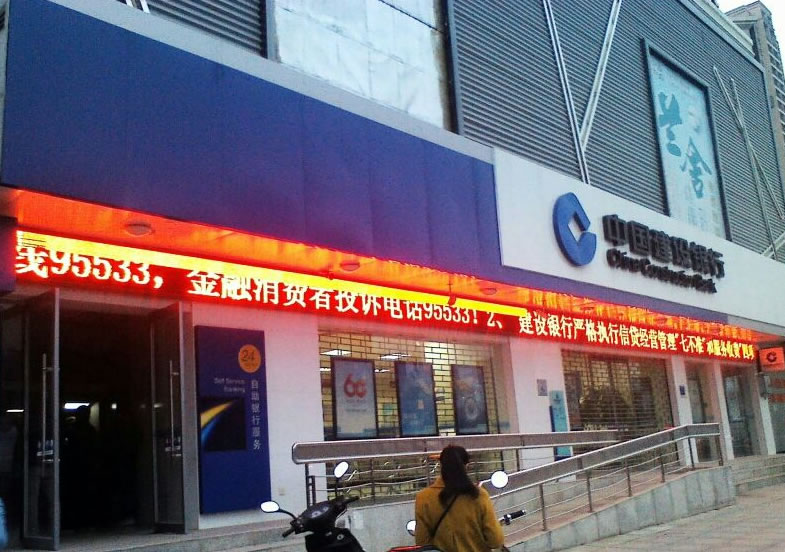 兰舍
中国建设银行
China Construction Bank
线95533，金融消费者投诉电话95533！2、建设银行严格执行信贷经营管理"七不准"和服务收费"四
24
Self Service
Banking
自助银行服务
60